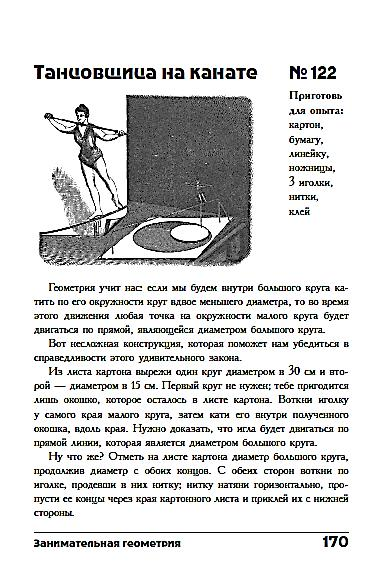 Танцовщица на канате
№ 122
Приготовь
для опыта:
картон,
бумагу,
линейку,
ножницы,
3 иголки,
нитки,
клей
Геометрия учит нас: если мы будем внутри большого круга ка-
тить по его окружности круг вдвое меньшего диаметра, то во время
этого движения любая точка на окружности малого круга будет
двигаться по прямой, являющейся диаметром большого круга.
Вот несложная конструкция, которая поможет нам убедиться в
справедливости этого удивительного закона.
Из листа картона вырежи один круг диаметром в 30 см и вто-
рой — диаметром в 15 см. Первый круг не нужен; тебе пригодится
лишь окошко, которое осталось в листе картона. Воткни иголку
у самого края малого круга, затем кати его внутри полученного
окошка, вдоль края. Нужно доказать, что игла будет двигаться по
прямой линии, которая является диаметром большого круга.
Ну что же? Отметь на листе картона диаметр большого круга,
продолжив диаметр с обоих концов. С обеих сторон воткни по
иголке, продевши в них нитку; нитку натяни горизонтально, про-
пусти ее концы через края картонного листа и приклей их с нижней
стороны.
Занимательная геометрия
170